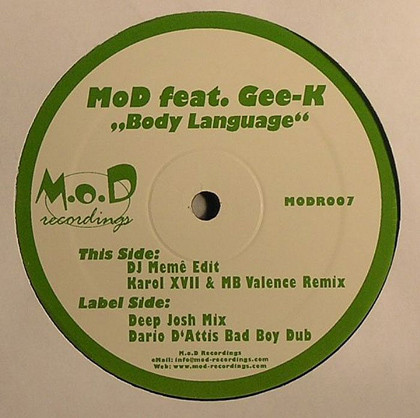 MoD feat. Gee-K
„Body Language“
M.o.D
recordings
MODR007
This Side:
DJ Memé Edit
Karol XVII & MB Valence Remix
Label Side:
Deep Josh Mix
Dario D'Attis Bad Boy Dub
M.o.D Recordings
eMail: info@mod-recordings.com
Web: www.mod-recordings.com